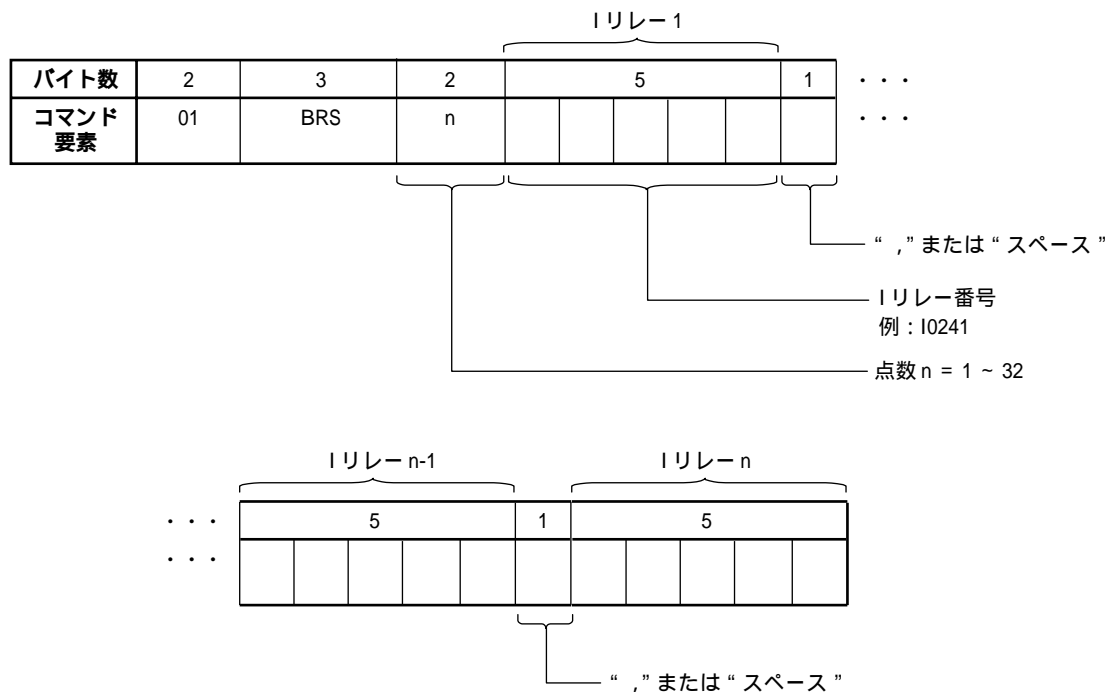 Iリレー 1
バイト数 2 3 2 5 1 ・・・
コマンド要素 01 BRS n ・・・
“ ,” または “ スペース ”
Iリレー番号
例：I0241
点数 n = 1 ~ 32
Iリレー n-1 Iリレー n
・・・ 5 1 5
・・・
“ ,” または “ スペース ”